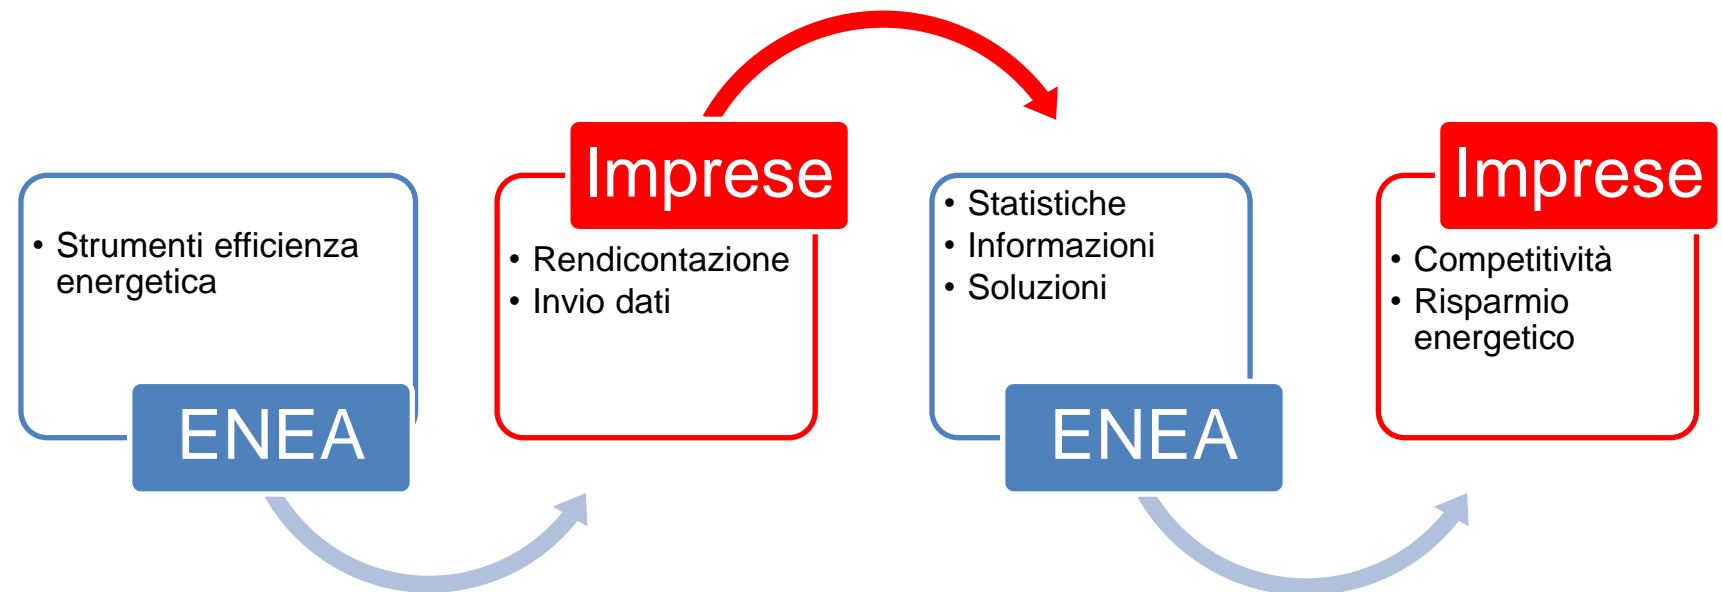 • Strumenti efficienza
energetica
ENEA
Imprese
• Rendicontazione
• Invio dati
• Statistiche
• Informazioni
• Soluzioni
ENEA
Imprese
• Competitività
• Risparmio
energetico